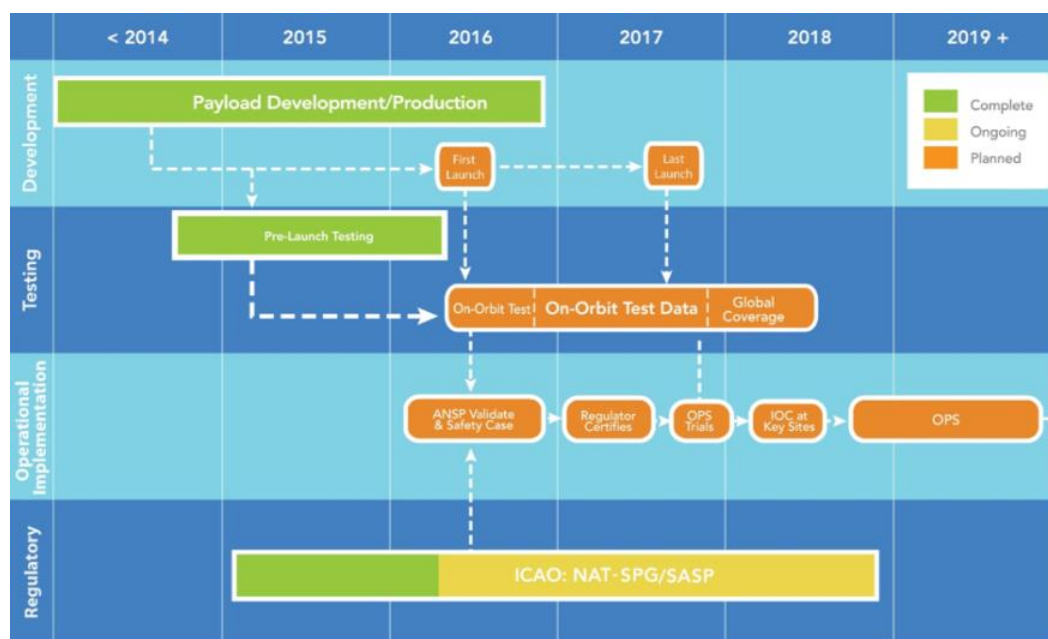 < 2014 2015 2016 2017 2018 2019 +
Development
Payload Development/Production
Complete
Ongoing
Planned
First
Launch
Last
Launch
Testing
Pre-Launch Testing
On-Orbit Test
On-Orbit Test Data
Global
Coverage
Operational
Implementation
ANSP Validate
& Safety Case
Regulator
Certifies
OPS
Trials
IOC at
Key Sites
OPS
Regulatory
ICAO: NAT-SPG/SASP